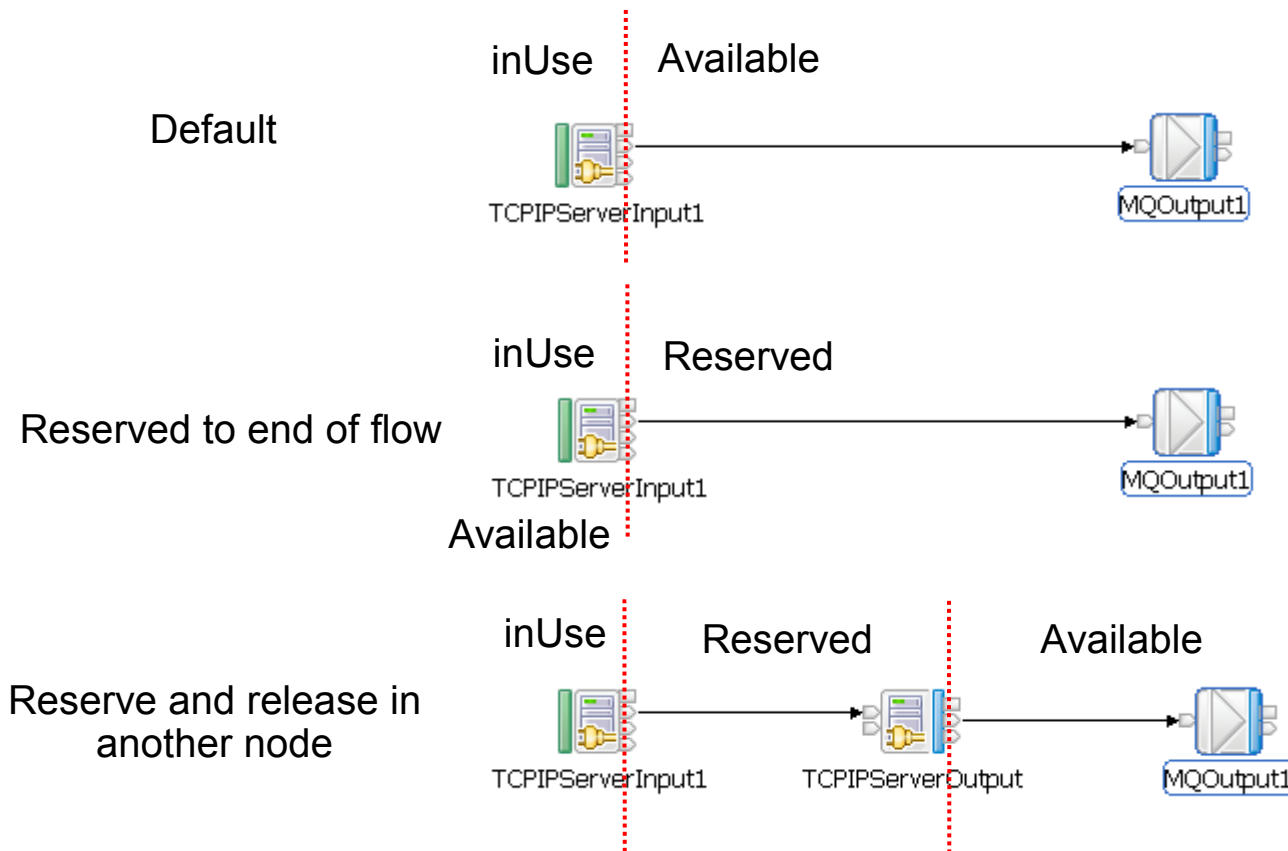 inUse
Available
Default
TCPIPServerInput1
MQOutput1
inUse
Reserved
Reserved to end of flow
TCPIPServerInput1
MQOutput1
Available
inUse
Reserved
Available
Reserve and release in
another node
TCPIPServerInput1
TCPIPServerOutput
MQOutput1